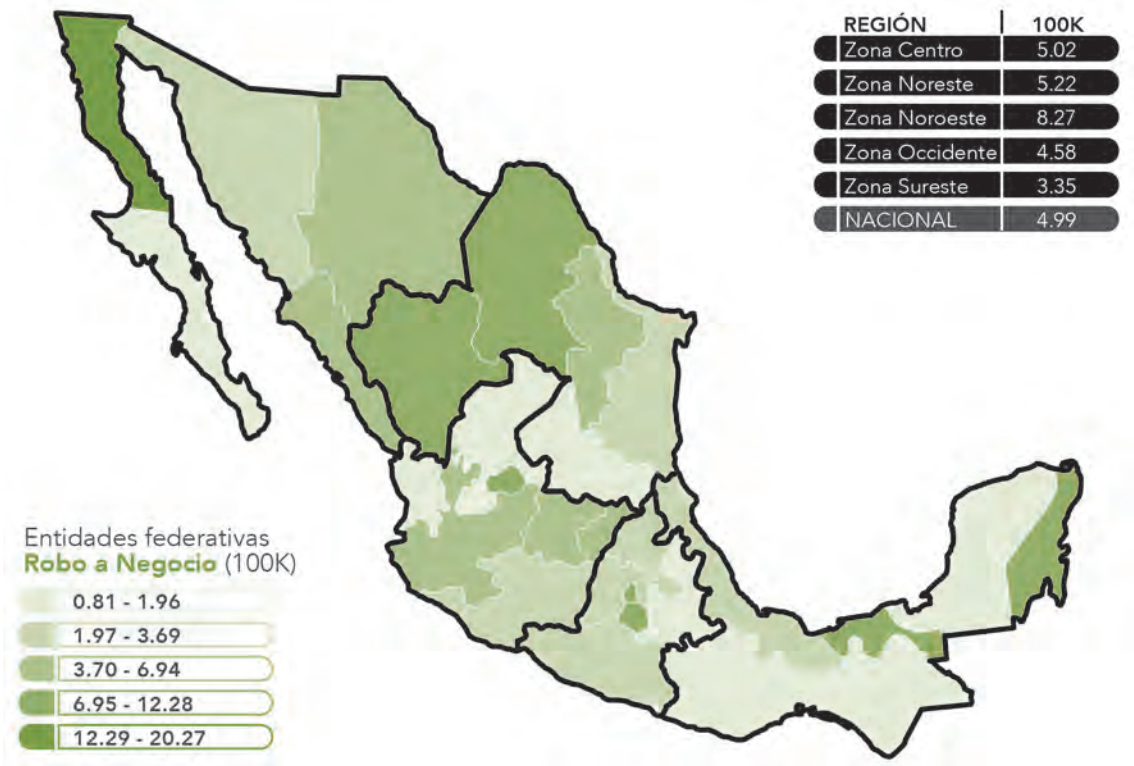 REGIÓN | 100K
Zona Centro 5.02
Zona Noreste 5.22
Zona Noroeste 8.27
Zona Occidente 4.58
Zona Sureste 3.35
NACIONAL 4.99
Entidades federativas
Robo a Negocio (100K)
0.81 - 1.96
1.97 - 3.69
3.70 - 6.94
6.95 - 12.28
12.29 - 20.27